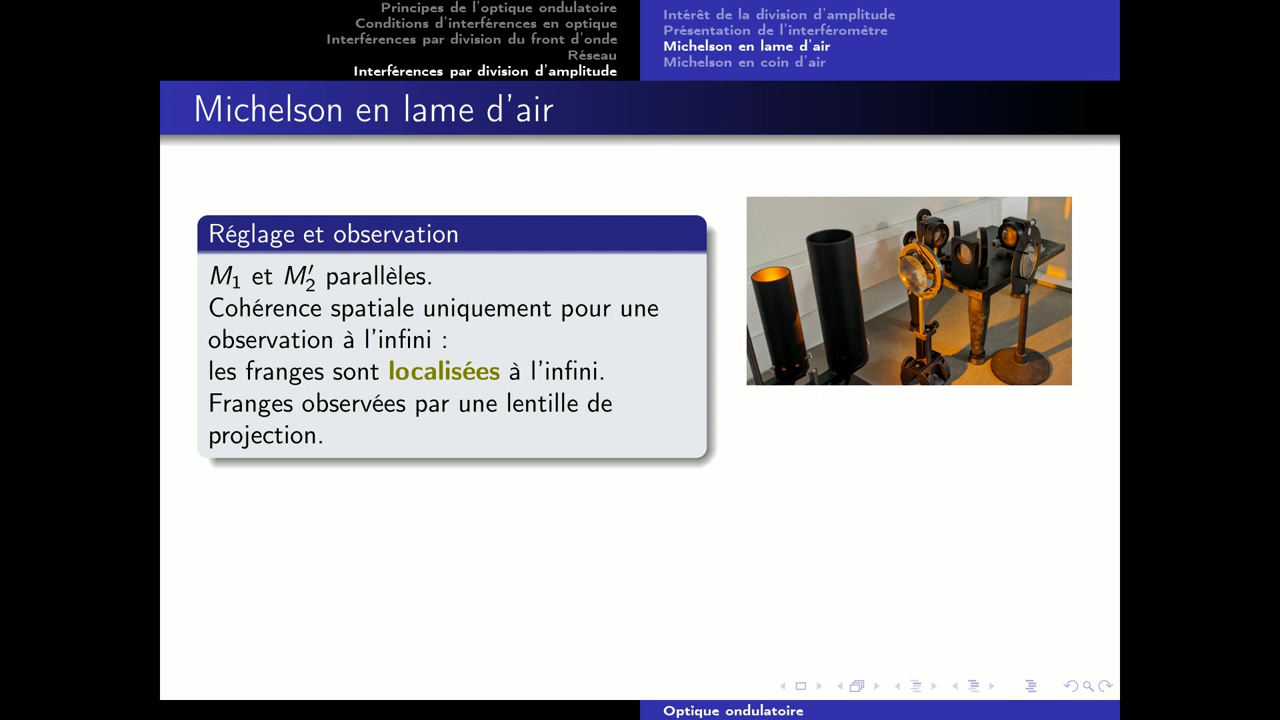 Principes de l'optique ondulatoire
Conditions d'interférences en optique
Interférences par division du front d'onde
Réseau
Interférences par division d'amplitude
Intérêt de la division d'amplitude
Présentation de l'interféromètre
Michelson en lame d'air
Michelson en coin d'air
Michelson en lame d'air
Réglage et observation
M₁ et M₂′ parallèles.
Cohérence spatiale uniquement pour une
observation à l'infini :
les franges sont localisées à l'infini.
Franges observées par une lentille de
projection.
Optique ondulatoire